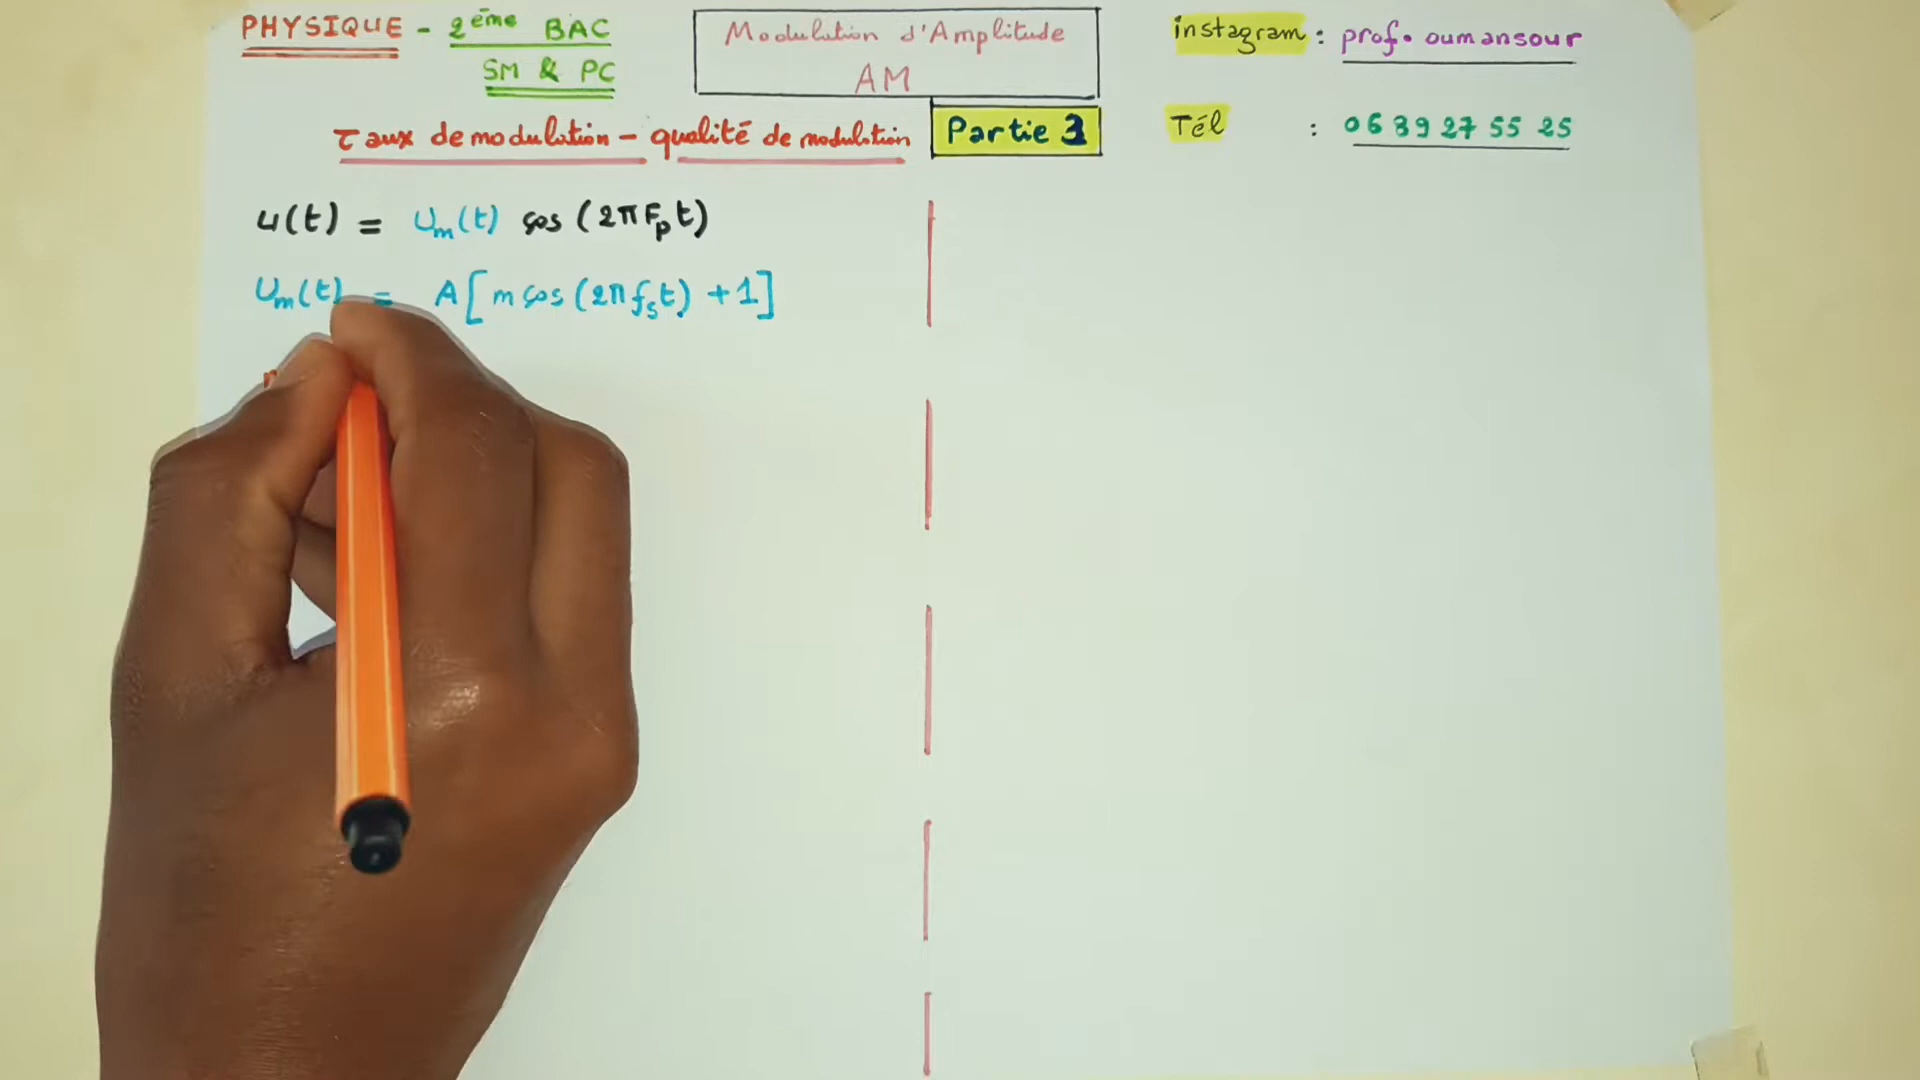 PHYSIQUE - 2ème BAC
SM & PC
Modulation d'Amplitude
AM
instagram : prof. oumansour
Tél : 06 39 27 55 25
Taux de modulation - qualité de modulation
Partie 3
u(t) = Um(t) cos (2πFpt)
Um(t) = A[m cos (2πfst) + 1]